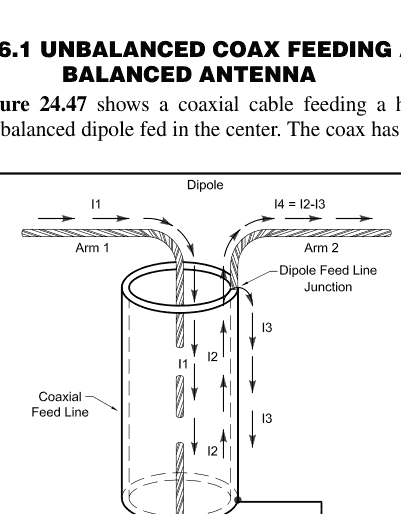 6.1 UNBALANCED COAX FEEDING
BALANCED ANTENNA
ure 24.47 shows a coaxial cable feeding a h
balanced dipole fed in the center. The coax has
Dipole
I1
I4 = I2-I3
Arm 1
Arm 2
Dipole Feed Line
Junction
I3
I1
I2
Coaxial
Feed Line
I3
I2